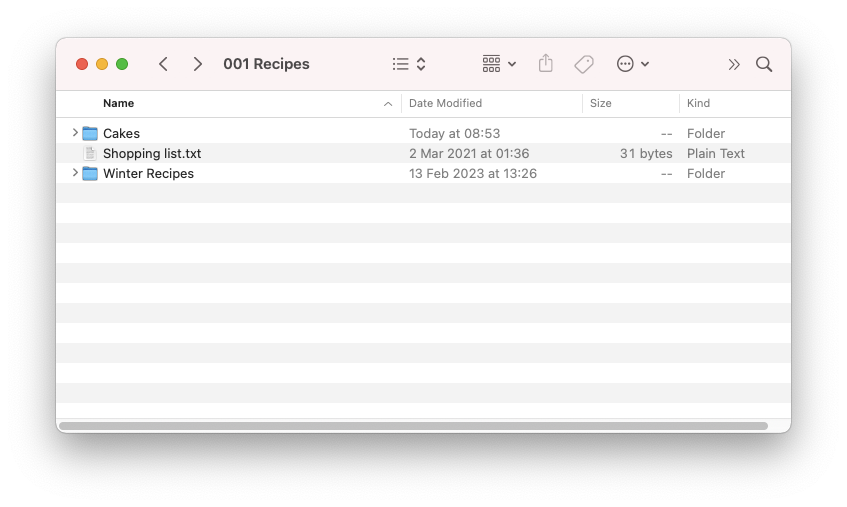 001 Recipes
Name Date Modified Size Kind
Cakes Today at 08:53 -- Folder
Shopping list.txt 2 Mar 2021 at 01:36 31 bytes Plain Text
Winter Recipes 13 Feb 2023 at 13:26 -- Folder